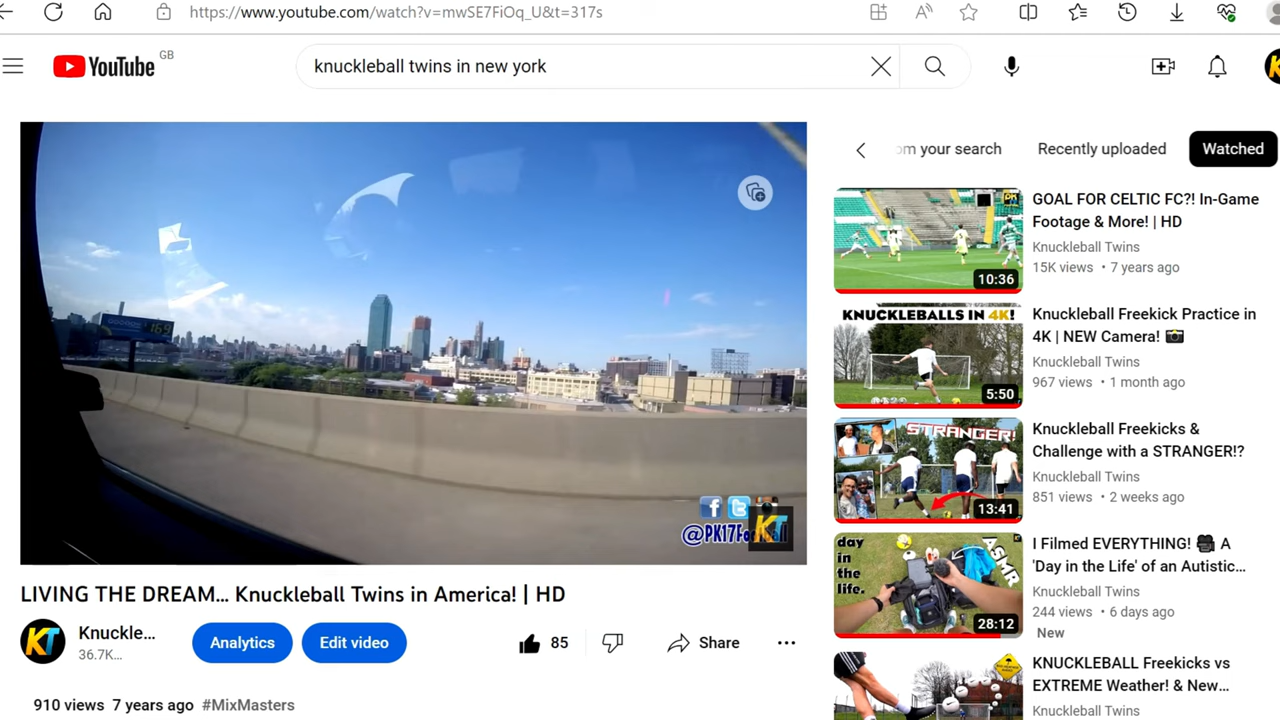 https://www.youtube.com/watch?v=mwSE7FiOq_U&t=317s
YouTube GB
knuckleball twins in new york
om your search
Recently uploaded
Watched
169
@PK17Fo
KT
LIVING THE DREAM... Knuckleball Twins in America! | HD
KT
Knuckle...
36.7K...
Analytics
Edit video
85
Share
910 views 7 years ago #MixMasters
10:36
GOAL FOR CELTIC FC?! In-Game
Footage & More! | HD
Knuckleball Twins
15K views • 7 years ago
KNUCKLEBALLS IN 4K!
5:50
Knuckleball Freekick Practice in
4K | NEW Camera! 📸
Knuckleball Twins
967 views • 1 month ago
STRANGER!
13:41
Knuckleball Freekicks &
Challenge with a STRANGER!?
Knuckleball Twins
851 views • 2 weeks ago
day
in
the
life.
ASMR
28:12
I Filmed EVERYTHING! 🎥 A
'Day in the Life' of an Autistic...
Knuckleball Twins
244 views • 6 days ago
New
KNUCKLEBALL Freekicks vs
EXTREME Weather! & New...
Knuckleball Twins